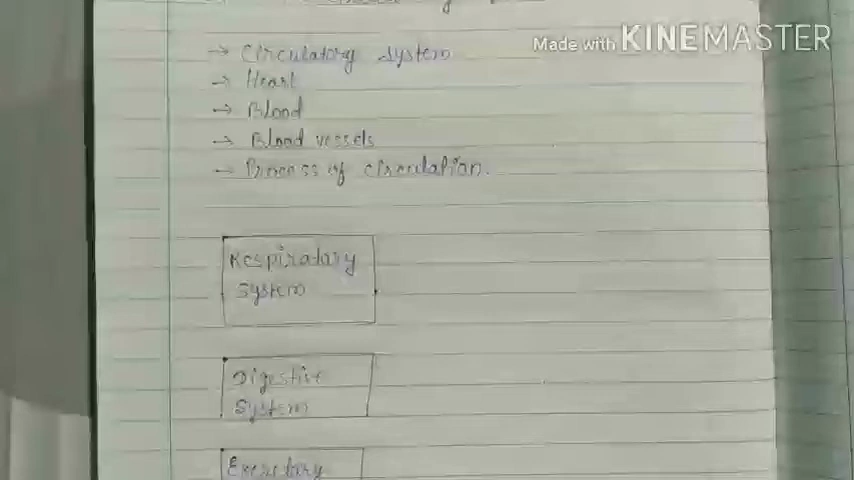 Made with KINEMASTER
→ Circulatory system
→ Heart
→ Blood
→ Blood vessels
→ Process of circulation.
Respiratory
system
Digestive
system
Excretory